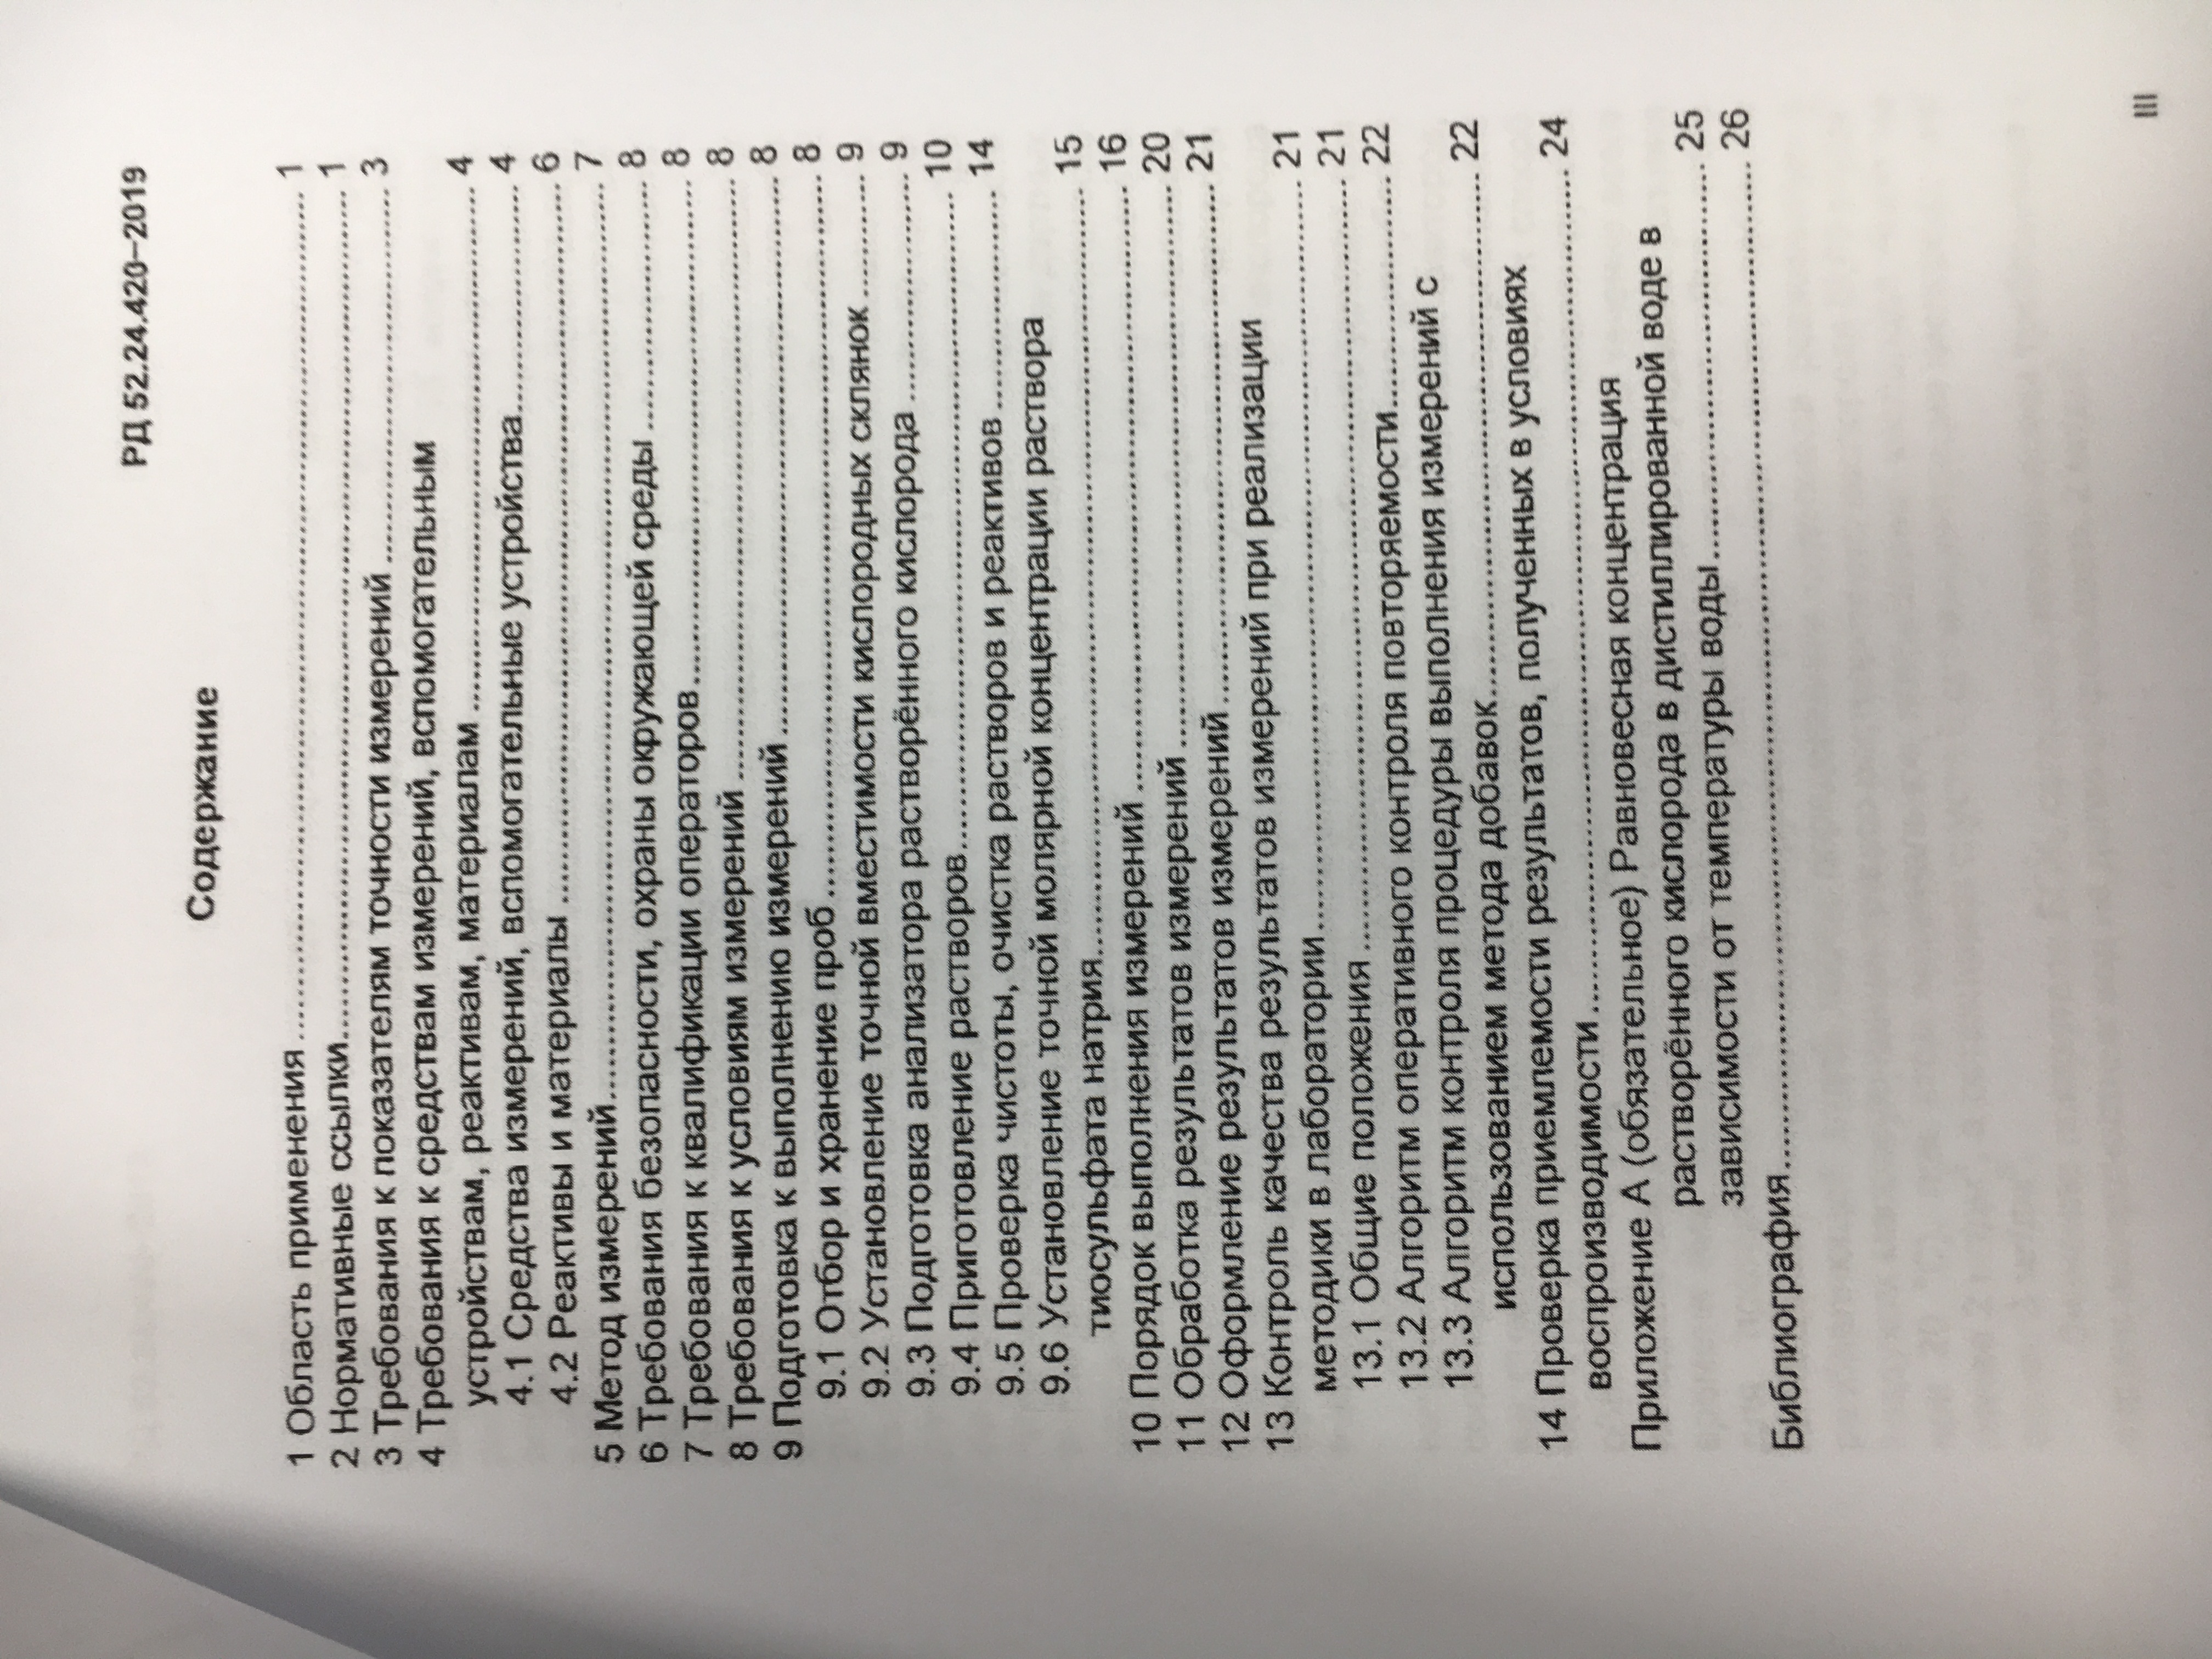 РД 52.24.420–2019
Содержание
1 Область применения ........ 1
2 Нормативные ссылки........ 1
3 Требования к показателям точности измерений ........ 3
4 Требования к средствам измерений, вспомогательным
устройствам, реактивам, материалам ........ 4
4.1 Средства измерений, вспомогательные устройства........ 4
4.2 Реактивы и материалы ........ 6
5 Метод измерений........ 7
6 Требования безопасности, охраны окружающей среды ........ 8
7 Требования к квалификации операторов........ 8
8 Требования к условиям измерений ........ 8
9 Подготовка к выполнению измерений ........ 8
9.1 Отбор и хранение проб ........ 8
9.2 Установление точной вместимости кислородных склянок ........ 9
9.3 Подготовка анализатора растворённого кислорода ........ 9
9.4 Приготовление растворов........ 10
9.5 Проверка чистоты, очистка растворов и реактивов ........ 14
9.6 Установление точной молярной концентрации раствора
тиосульфата натрия........ 15
10 Порядок выполнения измерений ........ 16
11 Обработка результатов измерений ........ 20
12 Оформление результатов измерений ........ 21
13 Контроль качества результатов измерений при реализации
методики в лаборатории........ 21
13.1 Общие положения ........ 21
13.2 Алгоритм оперативного контроля повторяемости........ 22
13.3 Алгоритм контроля процедуры выполнения измерений с
использованием метода добавок........ 22
14 Проверка приемлемости результатов, полученных в условиях
воспроизводимости ........ 24
Приложение А (обязательное) Равновесная концентрация
растворённого кислорода в дистиллированной воде в
зависимости от температуры воды........ 25
Библиография........ 26
III